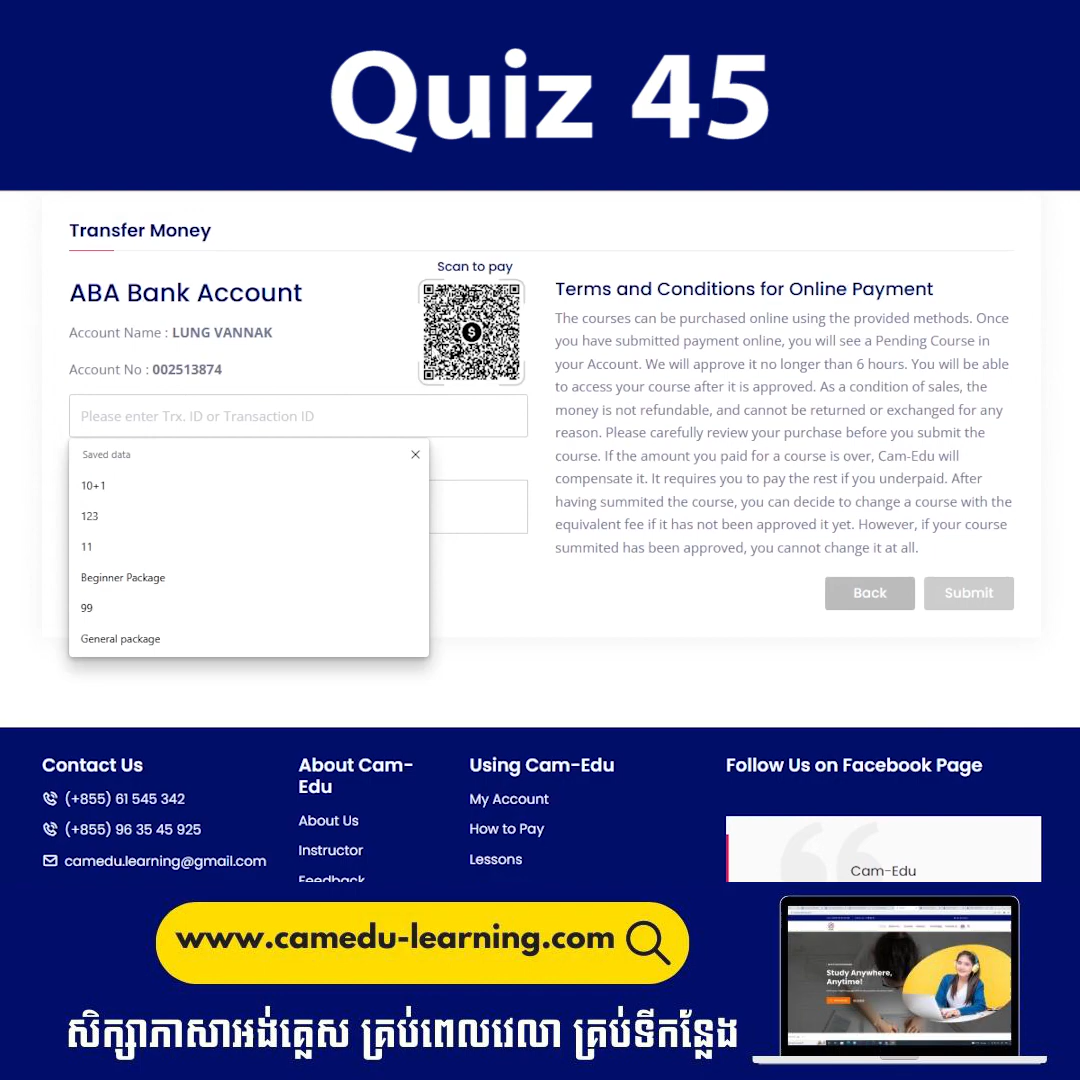 Quiz 45
Transfer Money
Scan to pay
ABA Bank Account
Account Name : LUNG VANNAK
Account No : 002513874
Please enter Trx. ID or Transaction ID
Saved data
10+1
123
11
Beginner Package
99
General package
Terms and Conditions for Online Payment
The courses can be purchased online using the provided methods. Once
you have submitted payment online, you will see a Pending Course in
your Account. We will approve it no longer than 6 hours. You will be able
to access your course after it is approved. As a condition of sales, the
money is not refundable, and cannot be returned or exchanged for any
reason. Please carefully review your purchase before you submit the
course. If the amount you paid for a course is over, Cam-Edu will
compensate it. It requires you to pay the rest if you underpaid. After
having summited the course, you can decide to change a course with the
equivalent fee if it has not been approved it yet. However, if your course
summited has been approved, you cannot change it at all.
Back
Submit
Contact Us
(+855) 61 545 342
(+855) 96 35 45 925
camedu.learning@gmail.com
About Cam-
Edu
About Us
Instructor
Feedback
Using Cam-Edu
My Account
How to Pay
Lessons
Follow Us on Facebook Page
Cam-Edu
www.camedu-learning.com
Study Anywhere,
Anytime!
សិក្សាភាសាអង់គ្លេស គ្រប់ពេលវេលា គ្រប់ទីកន្លែង